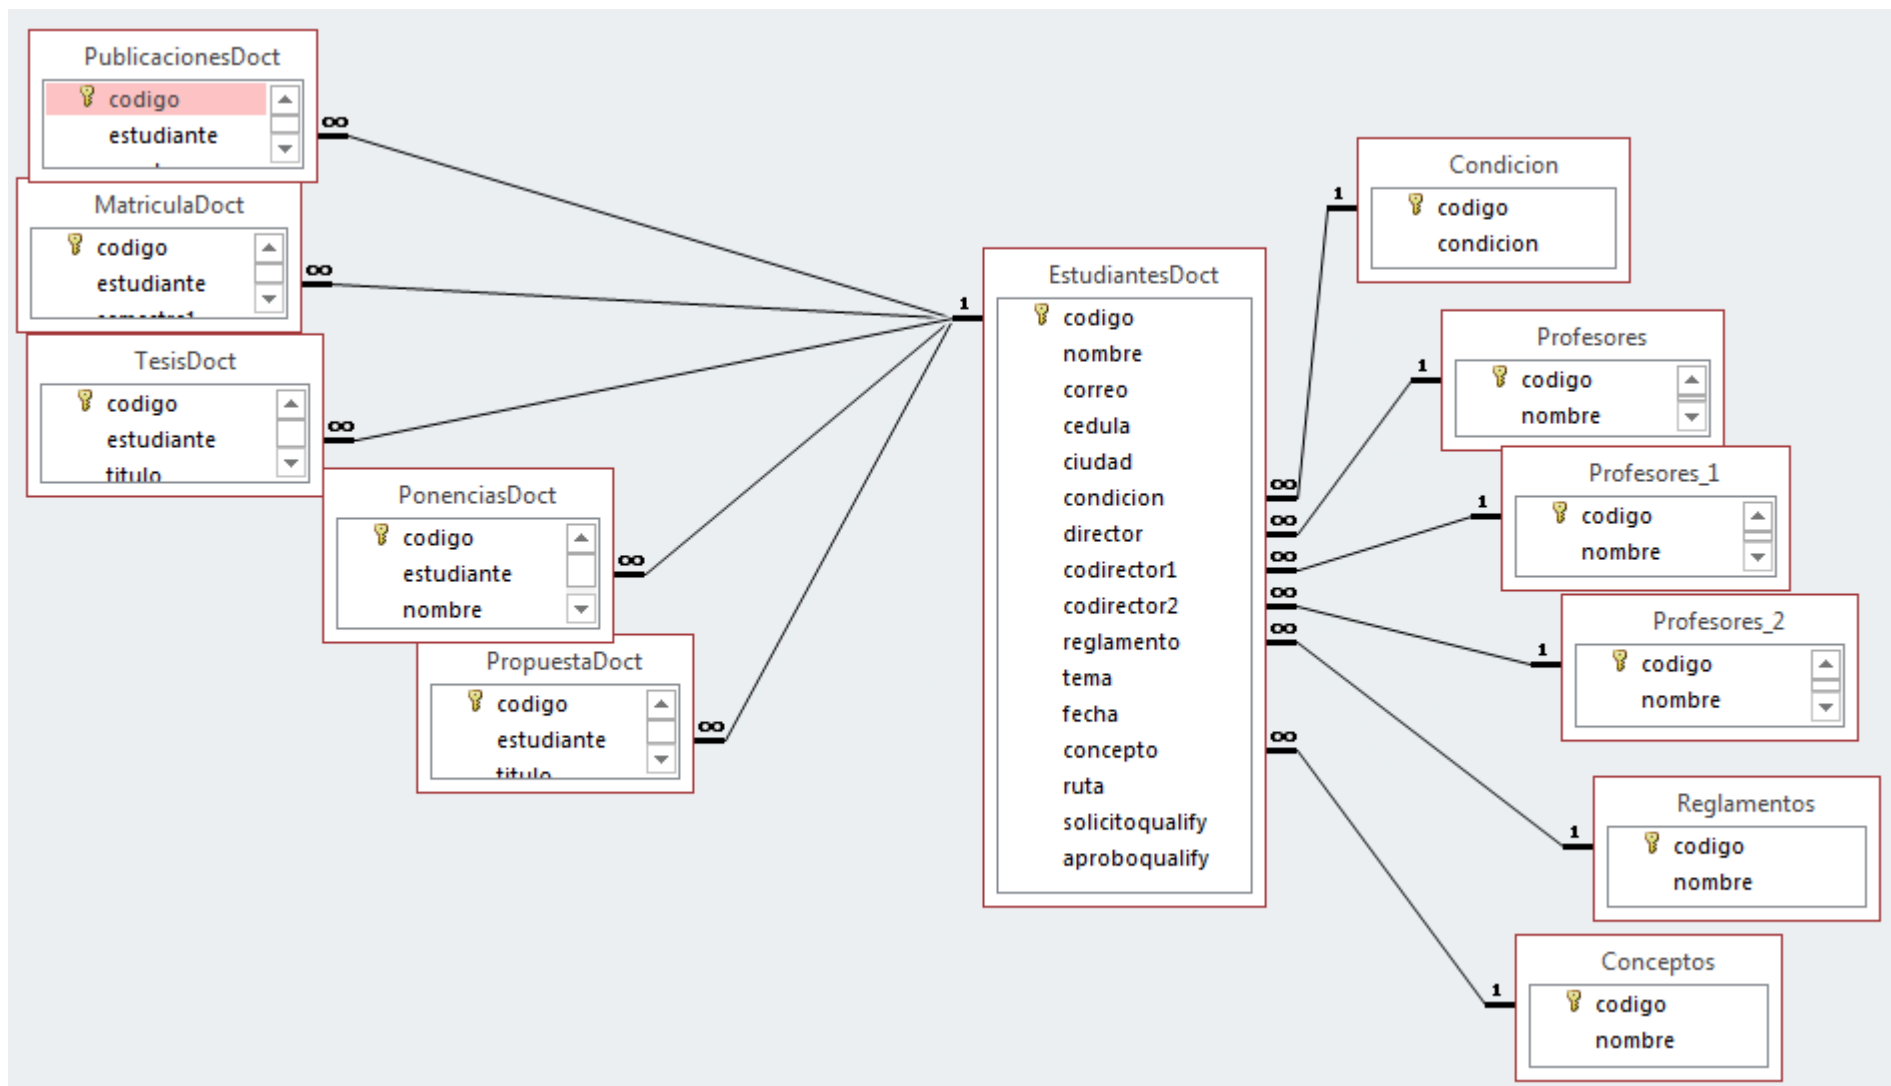 PublicacionesDoct
codigo
estudiante
∞
MatriculaDoct
codigo
estudiante
∞
TesisDoct
codigo
estudiante
titulo
∞
PonenciasDoct
codigo
estudiante
nombre
∞
PropuestaDoct
codigo
estudiante
titulo
∞
1
EstudiantesDoct
codigo
nombre
correo
cedula
ciudad
condicion
director
codirector1
codirector2
reglamento
tema
fecha
concepto
ruta
solicitoqualify
aproboqualify
∞
∞
∞
∞
∞
∞
1
Condicion
codigo
condicion
1
Profesores
codigo
nombre
1
Profesores_1
codigo
nombre
1
Profesores_2
codigo
nombre
1
Reglamentos
codigo
nombre
1
Conceptos
codigo
nombre